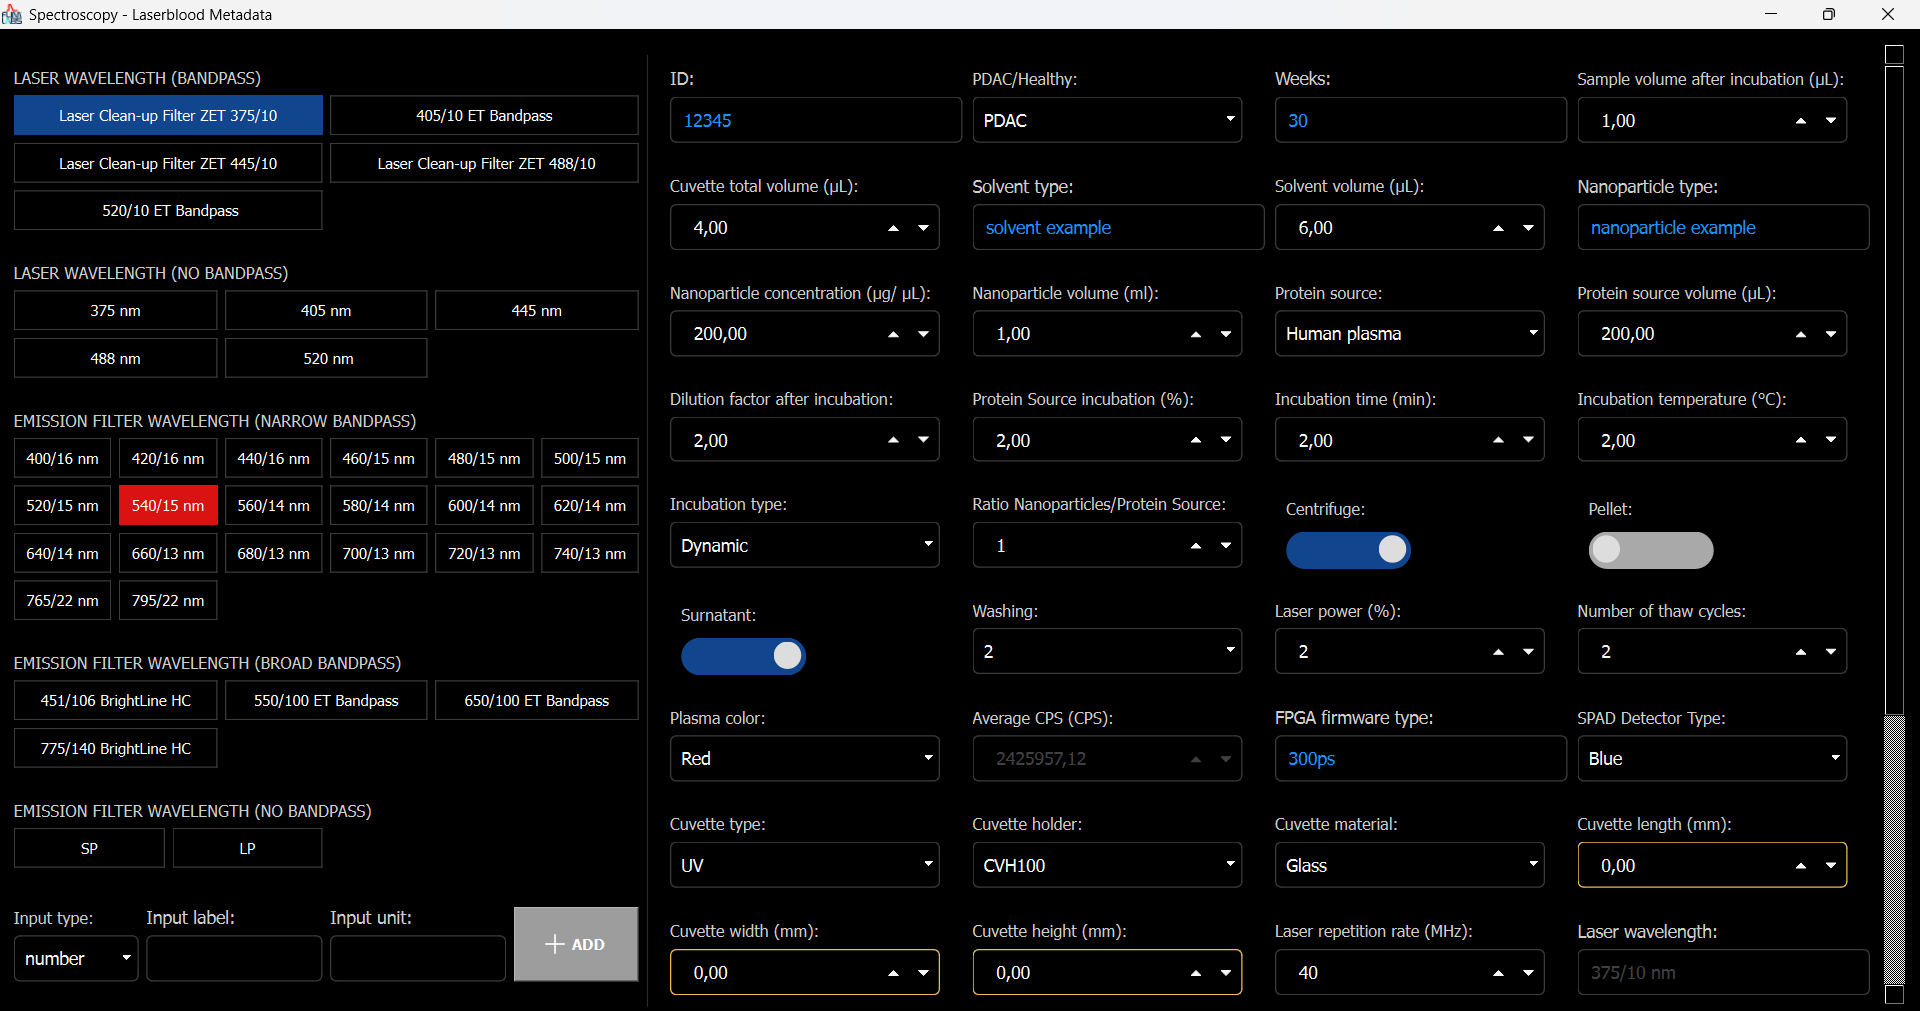 Spectroscopy - Laserblood Metadata
LASER WAVELENGTH (BANDPASS)
Laser Clean-up Filter ZET 375/10
405/10 ET Bandpass
Laser Clean-up Filter ZET 445/10
Laser Clean-up Filter ZET 488/10
520/10 ET Bandpass
LASER WAVELENGTH (NO BANDPASS)
375 nm
405 nm
445 nm
488 nm
520 nm
EMISSION FILTER WAVELENGTH (NARROW BANDPASS)
400/16 nm
420/16 nm
440/16 nm
460/15 nm
480/15 nm
500/15 nm
520/15 nm
540/15 nm
560/14 nm
580/14 nm
600/14 nm
620/14 nm
640/14 nm
660/13 nm
680/13 nm
700/13 nm
720/13 nm
740/13 nm
765/22 nm
795/22 nm
EMISSION FILTER WAVELENGTH (BROAD BANDPASS)
451/106 BrightLine HC
550/100 ET Bandpass
650/100 ET Bandpass
775/140 BrightLine HC
EMISSION FILTER WAVELENGTH (NO BANDPASS)
SP
LP
Input type:
Input label:
Input unit:
number
ADD
ID:
PDAC/Healthy:
Weeks:
Sample volume after incubation (µL):
12345
PDAC
30
1,00
Cuvette total volume (µL):
Solvent type:
Solvent volume (µL):
Nanoparticle type:
4,00
solvent example
6,00
nanoparticle example
Nanoparticle concentration (µg/ µL):
Nanoparticle volume (ml):
Protein source:
Protein source volume (µL):
200,00
1,00
Human plasma
200,00
Dilution factor after incubation:
Protein Source incubation (%):
Incubation time (min):
Incubation temperature (°C):
2,00
2,00
2,00
2,00
Incubation type:
Ratio Nanoparticles/Protein Source:
Centrifuge:
Pellet:
Dynamic
1
Surnatant:
Washing:
Laser power (%):
Number of thaw cycles:
2
2
2
Plasma color:
Average CPS (CPS):
FPGA firmware type:
SPAD Detector Type:
Red
2425957,12
300ps
Blue
Cuvette type:
Cuvette holder:
Cuvette material:
Cuvette length (mm):
UV
CVH100
Glass
0,00
Cuvette width (mm):
Cuvette height (mm):
Laser repetition rate (MHz):
Laser wavelength:
0,00
0,00
40
375/10 nm